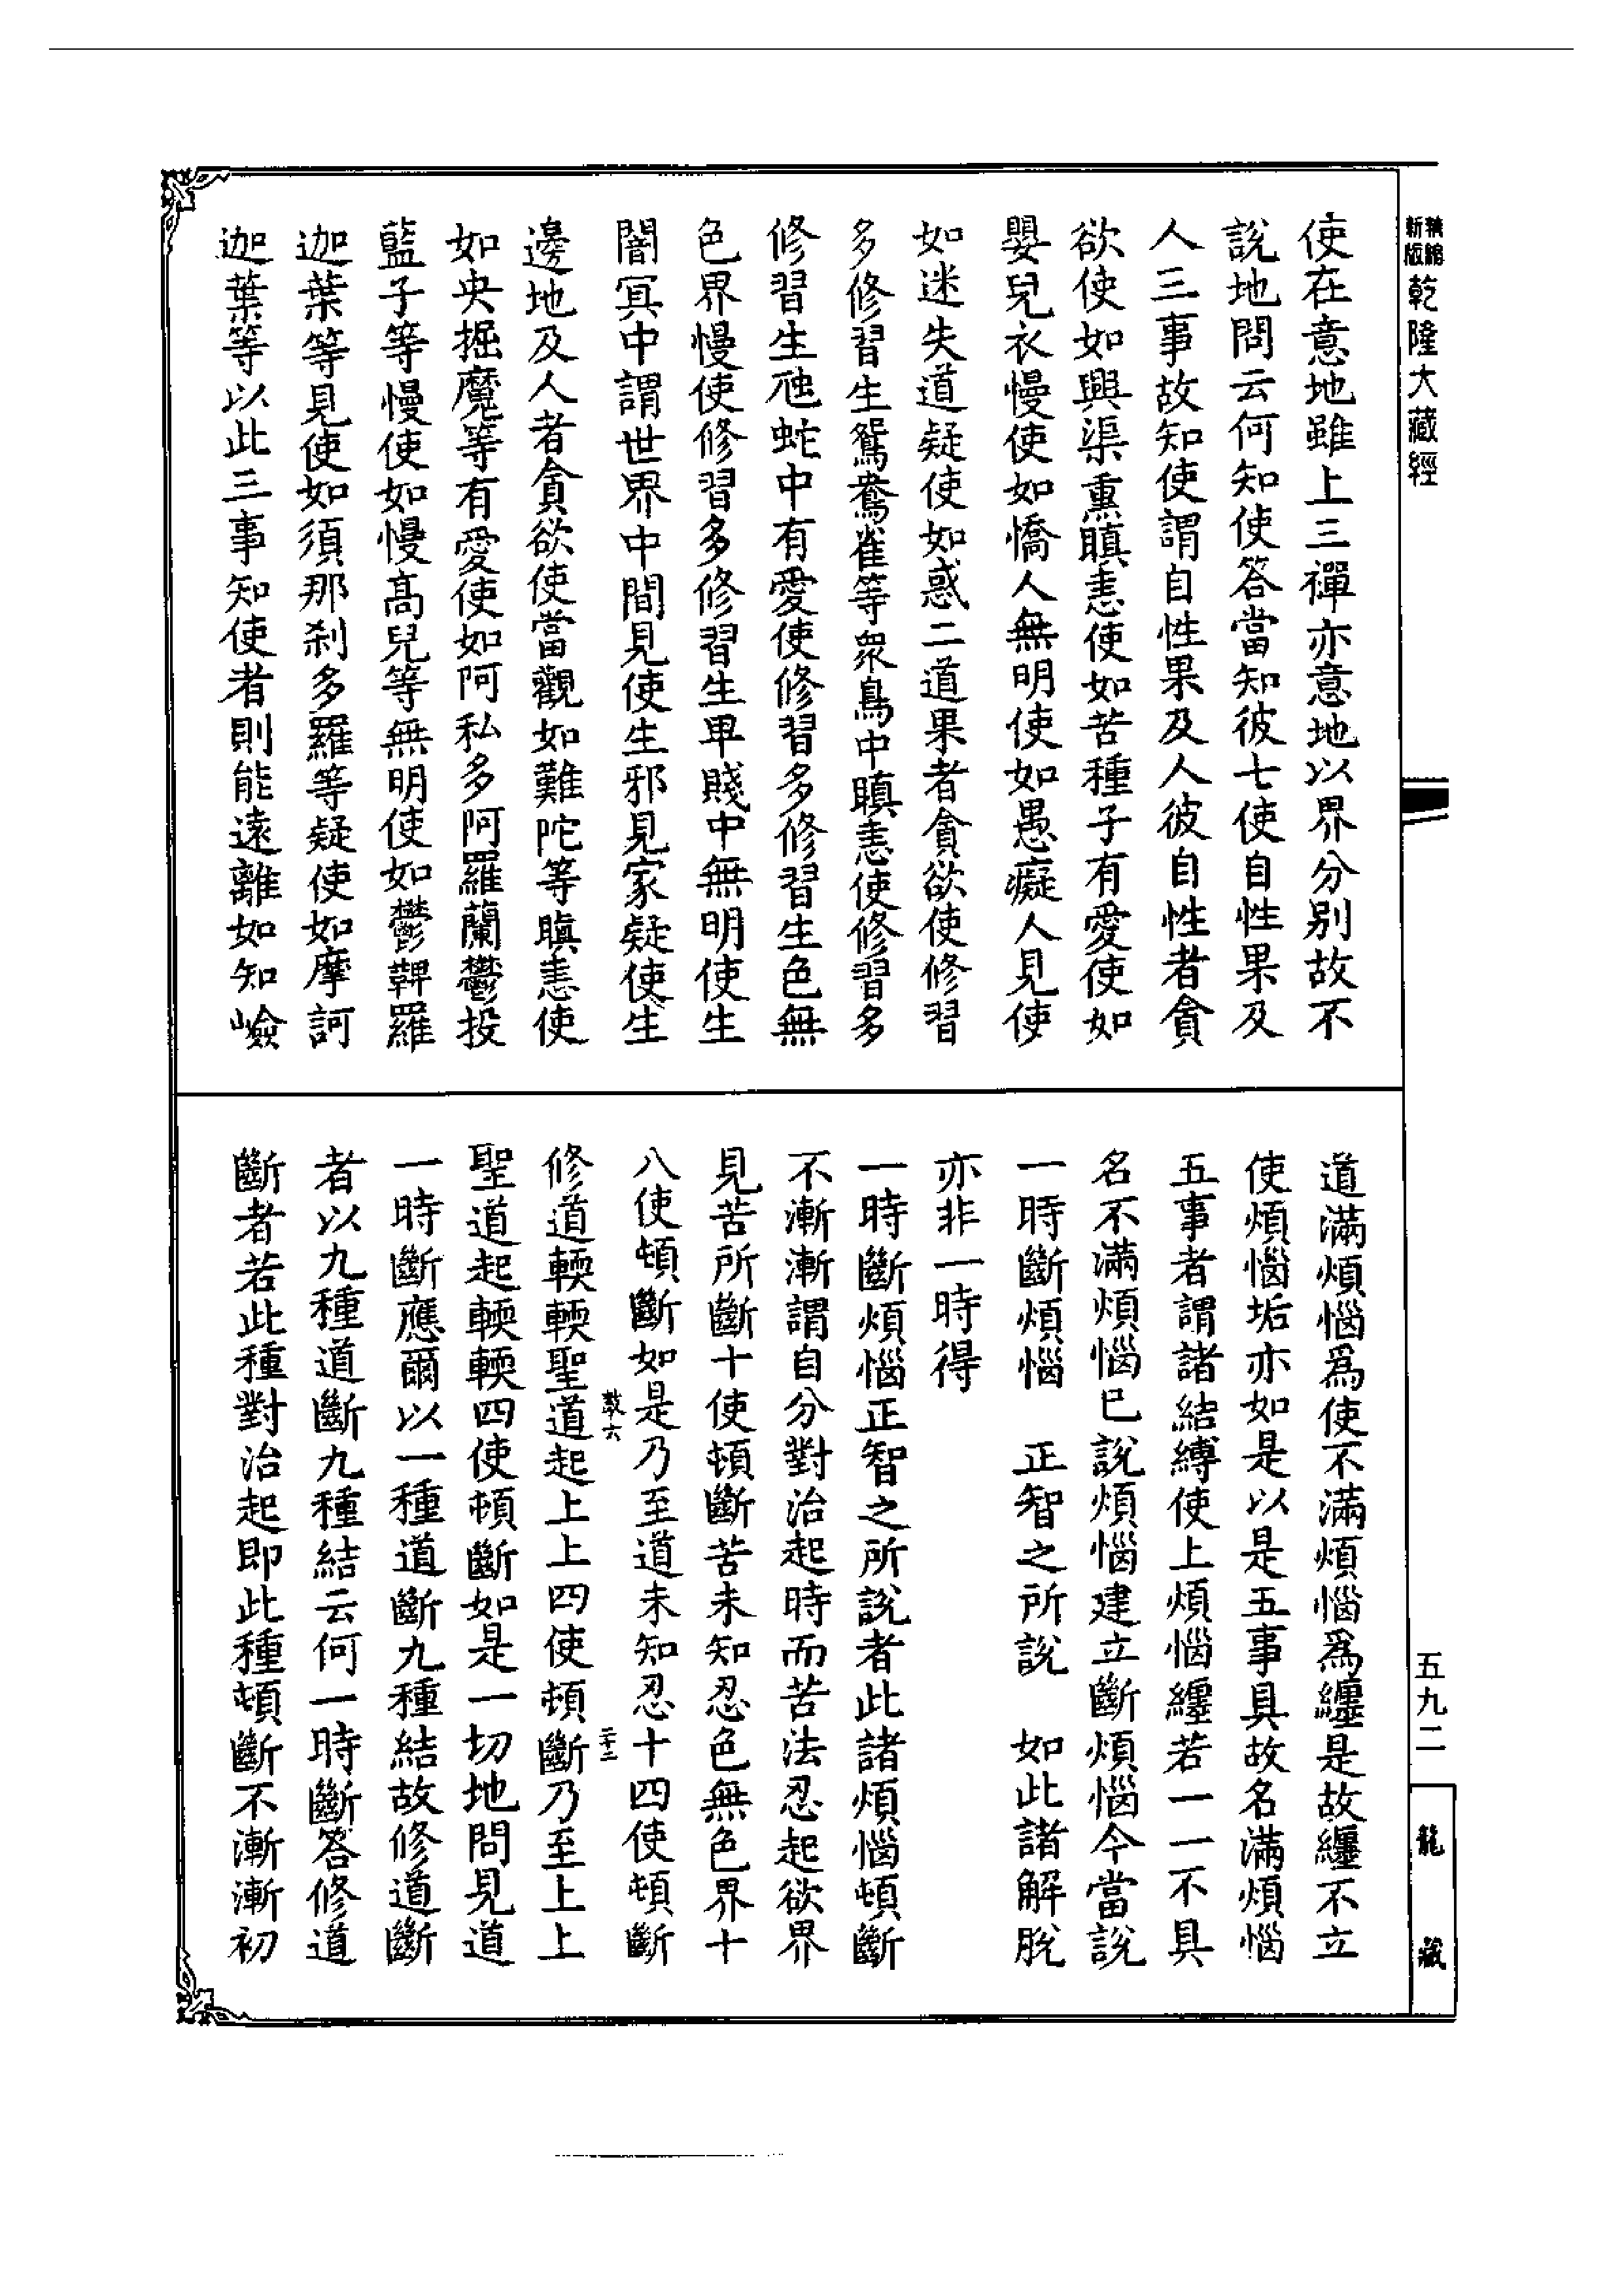 新版精縮
乾隆大藏經
使在意地雖上三禪亦意地以界分別故不
說地問云何知使答當知彼七使自性果及
人三事故知使謂自性果及人彼自性者貪
欲使如興渠熏瞋恚使如苦種子有愛使如
嬰兒衣慢使如憍人無明使如愚癡人見使
如迷失道疑使如惑二道果者貪欲使修習
多修習生鴛鴦雀等衆鳥中瞋恚使修習多
修習生虺蛇中有愛使修習多修習生色無
色界慢使修習多修習生卑賤中無明使生
闇冥中謂世界中間見使生邪見家疑使生
邊地及人者貪欲使當觀如難陀等瞋恚使
如央掘魔等有愛使如阿私多阿羅蘭鬱投
藍子等慢使如慢高兒等無明使如鬱鞞羅
迦葉等見使如須那刹多羅等疑使如摩訶
迦葉等以此三事知使者則能遠離如知嶮
道滿煩惱爲使不滿煩惱爲纏是故纏不立
使煩惱垢亦如是以是五事具故名滿煩惱
五事者謂諸結縛使上煩惱纏若一一不具
名不滿煩惱已說煩惱建立斷煩惱今當說
一時斷煩惱　正智之所說　如此諸解脫
亦非一時得
一時斷煩惱正智之所說者此諸煩惱頓斷
不漸漸謂自分對治起時而苦法忍起欲界
見苦所斷十使頓斷苦未知忍色無色界十
八使頓斷如是乃至道未知忍十四使頓斷
修道輭輭聖道起上上四使頓斷乃至上上
聖道起輭輭四使頓斷如是一切地問見道
一時斷應爾以一種道斷九種結故修道斷
者以九種道斷九種結云何一時斷答修道
斷者若此種對治起即此種頓斷不漸漸初
五九二
龍藏